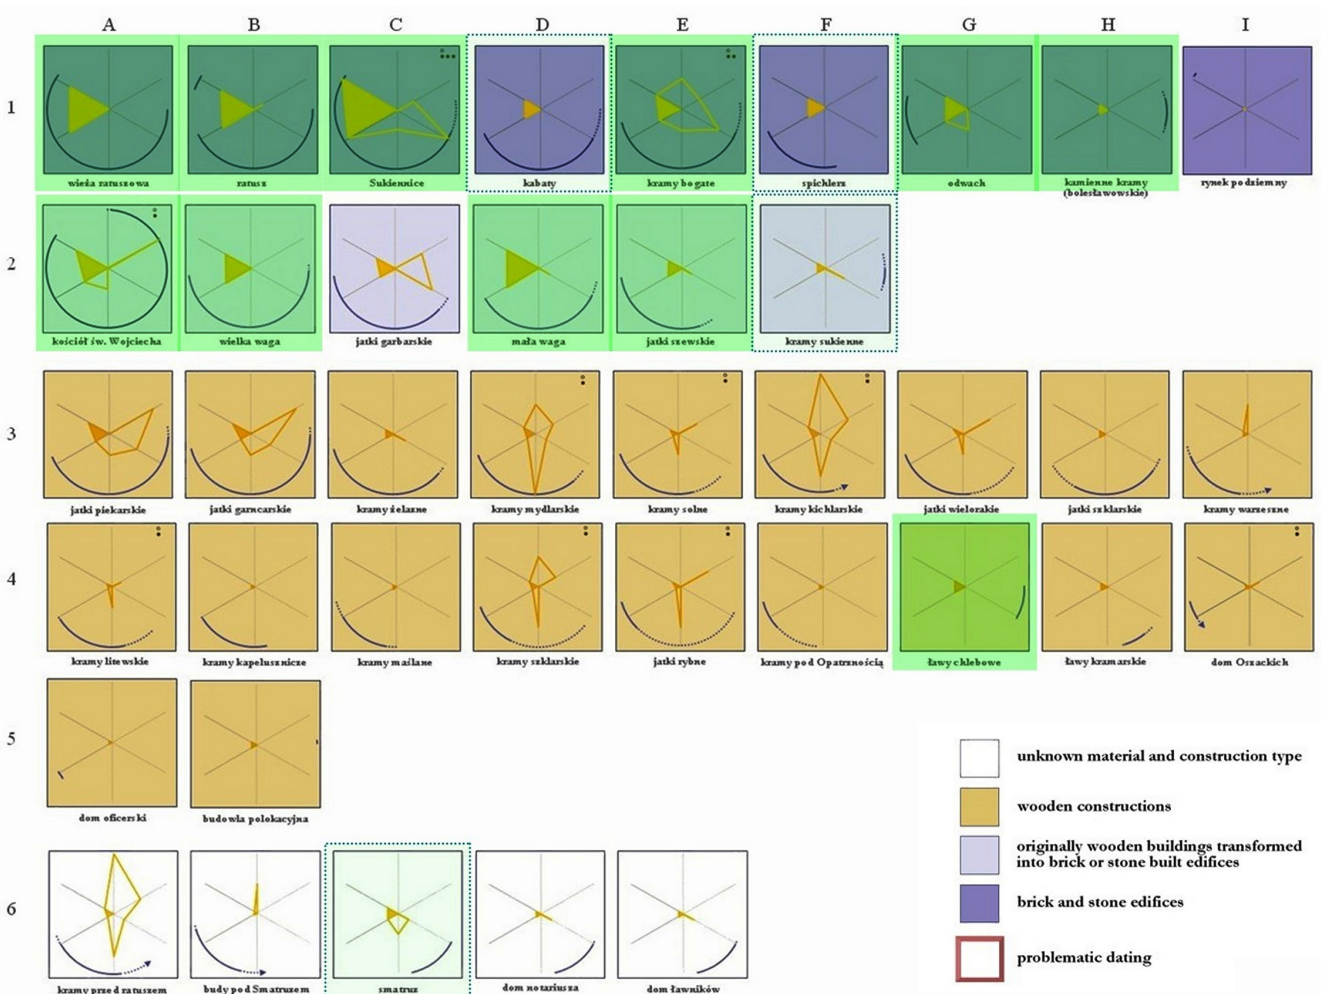 A B C D E F G H I
1
wieża ratuszowa ratusz Sukiennice kabaty kramy bogate spichlerz odwach kamienne kramy (bolesławowskie) rynek podziemny
2
kościół św. Wojciecha wielka waga jatki garbarskie mała waga jatki szewskie kramy sukienne
3
jatki piekarskie jatki garncarskie kramy żelazne kramy mydlarskie kramy solne kramy kichlarskie jatki wielorakie jatki szklarskie kramy warzeszne
4
kramy litewskie kramy kapelusznicze kramy maślane kramy szklarskie jatki rybne kramy pod Opatrznością ławy chlebowe ławy kramarskie dom Oszackich
5
dom oficerski budowla polokacyjna
unknown material and construction type
wooden constructions
originally wooden buildings transformed
into brick or stone built edifices
brick and stone edifices
problematic dating
6
kramy przed ratuszem budy pod Smatruzem smatruz dom notariusza dom ławników